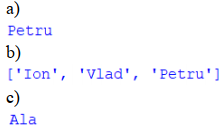 a)
Petru
b)
['Ion', 'Vlad', 'Petru']
c)
Ala